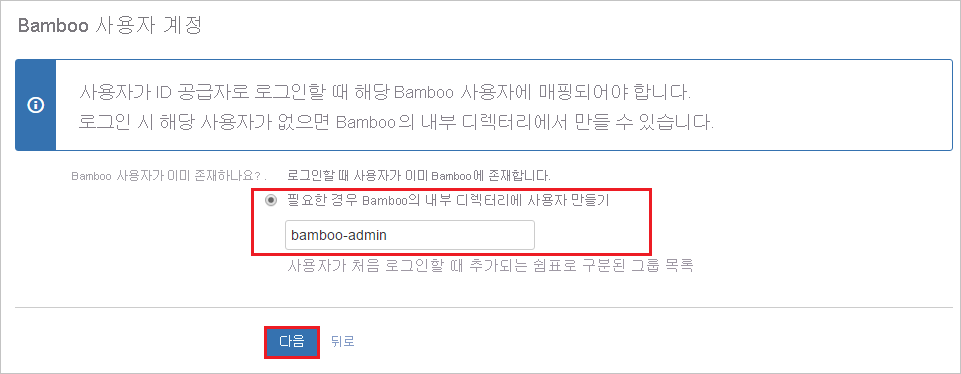 Bamboo 사용자 계정
사용자가 ID 공급자로 로그인할 때 해당 Bamboo 사용자에 매핑되어야 합니다.
로그인 시 해당 사용자가 없으면 Bamboo의 내부 디렉터리에서 만들 수 있습니다.
Bamboo 사용자가 이미 존재하나요? . 로그인할 때 사용자가 이미 Bamboo에 존재합니다.
필요한 경우 Bamboo의 내부 디렉터리에 사용자 만들기
bamboo-admin
사용자가 처음 로그인할 때 추가되는 쉼표로 구분된 그룹 목록
다음 뒤로